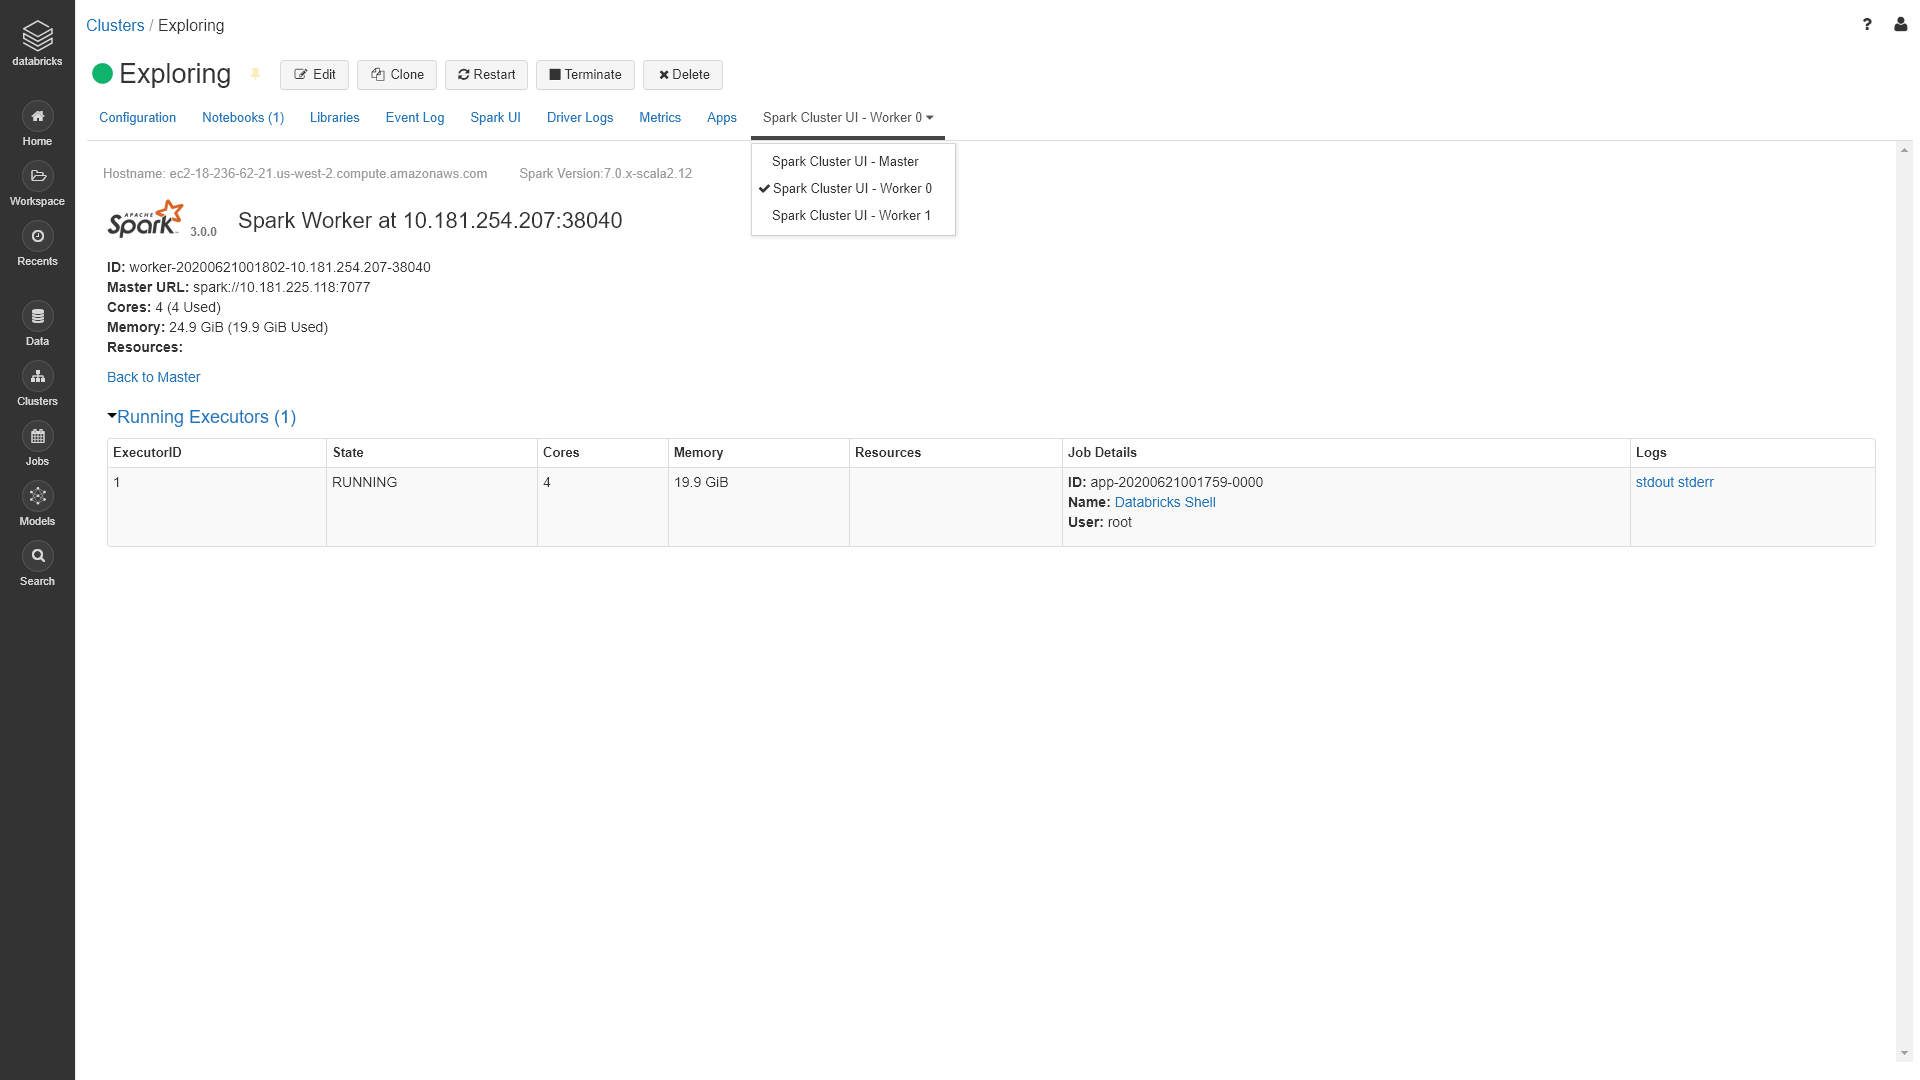 databricks
Home
Workspace
Recents
Data
Clusters
Jobs
Models
Search
Clusters / Exploring
?
Exploring
Edit Clone Restart Terminate Delete
Configuration Notebooks (1) Libraries Event Log Spark UI Driver Logs Metrics Apps Spark Cluster UI - Worker 0
Spark Cluster UI - Master
Spark Cluster UI - Worker 0
Spark Cluster UI - Worker 1
Hostname: ec2-18-236-62-21.us-west-2.compute.amazonaws.com Spark Version:7.0.x-scala2.12
APACHE Spark 3.0.0 Spark Worker at 10.181.254.207:38040
ID: worker-20200621001802-10.181.254.207-38040
Master URL: spark://10.181.225.118:7077
Cores: 4 (4 Used)
Memory: 24.9 GiB (19.9 GiB Used)
Resources:
Back to Master
Running Executors (1)
ExecutorID State Cores Memory Resources Job Details Logs
1 RUNNING 4 19.9 GiB ID: app-20200621001759-0000 stdout stderr
Name: Databricks Shell
User: root